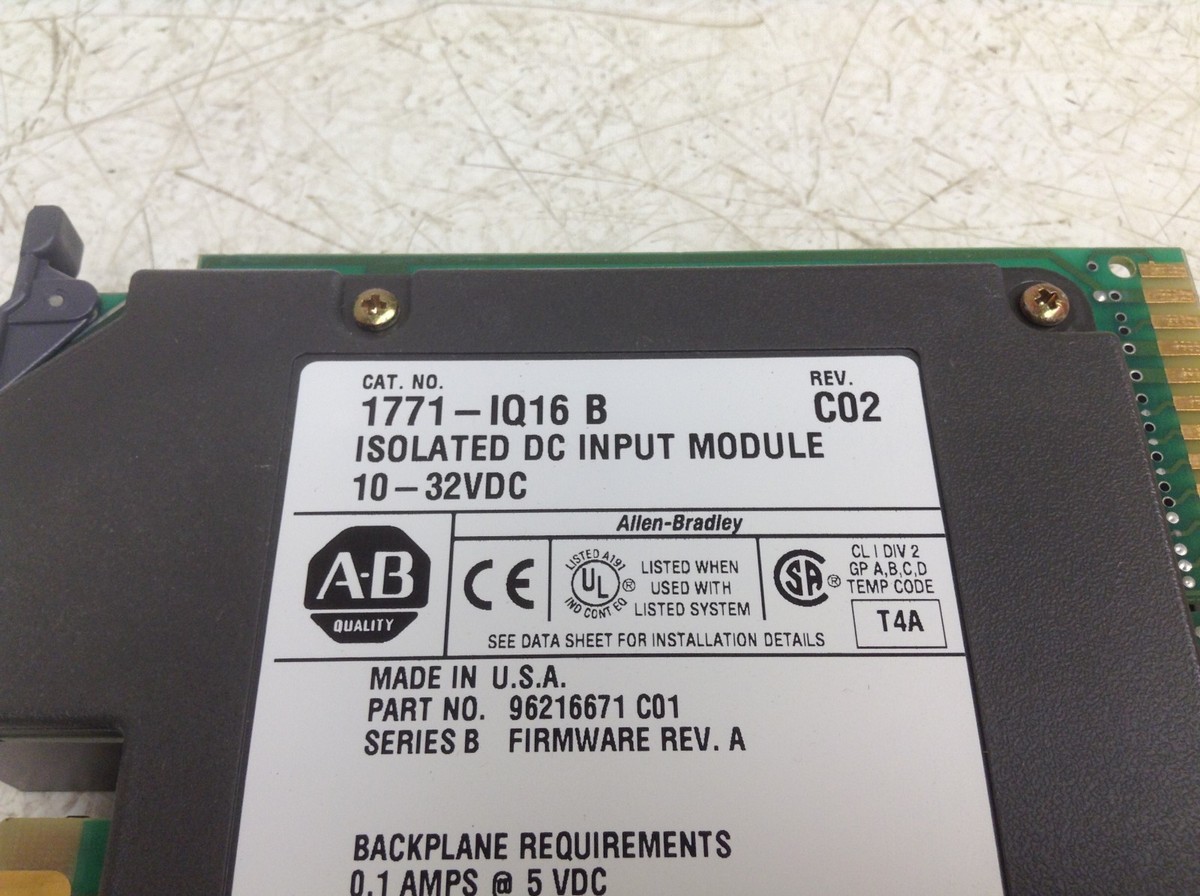 CAT. NO.
REV.
1771-IQ16 B
C02
ISOLATED DC INPUT MODULE
10-32VDC
Allen-Bradley
A-B
QUALITY
CE
LISTED A191
UL ®
IND CONT EQ
LISTED WHEN
USED WITH
LISTED SYSTEM
SA ®
CL I DIV 2
GP A,B,C,D
TEMP CODE
T4A
SEE DATA SHEET FOR INSTALLATION DETAILS
MADE IN U.S.A.
PART NO. 96216671 C01
SERIES B FIRMWARE REV. A
BACKPLANE REQUIREMENTS
0.1 AMPS @ 5 VDC